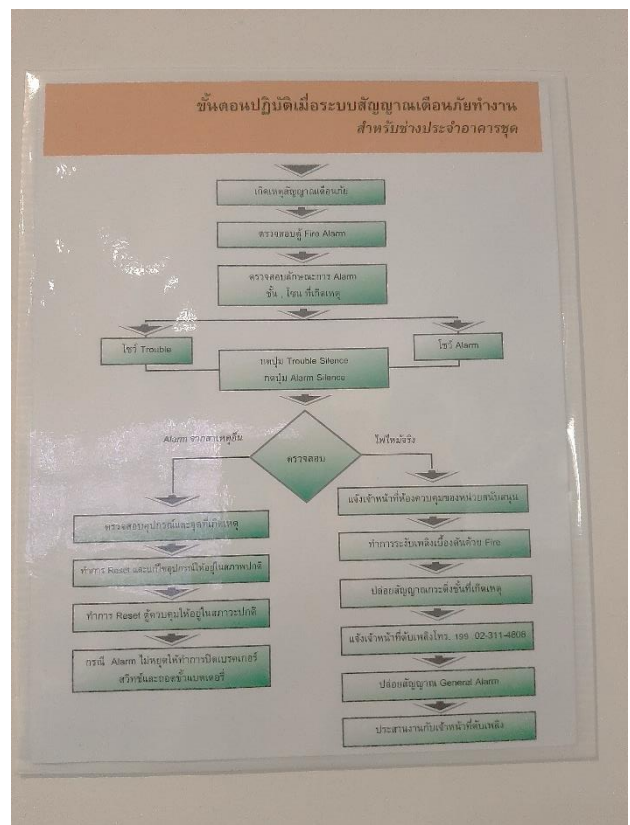 ขั้นตอนปฏิบัติเมื่อระบบสัญญาณเตือนภัยทำงาน
สำหรับช่างประจำอาคารชุด
เกิดเหตุสัญญาณเตือนภัย
ตรวจสอบตู้ Fire Alarm
ตรวจสอบลักษณะการ Alarm
ชั้น , โซน ที่เกิดเหตุ
โชว์ Trouble
โชว์ Alarm
กดปุ่ม Trouble Silence
กดปุ่ม Alarm Silence
ตรวจสอบ
Alarm จากสาเหตุอื่น
ตรวจสอบอุปกรณ์และจุดที่เกิดเหตุ
ทำการ Reset และแก้ไขอุปกรณ์ให้อยู่ในสภาพปกติ
ทำการ Reset ตู้ควบคุมให้อยู่ในสภาวะปกติ
กรณี Alarm ไม่หยุดให้ทำการปิดเบรคเกอร์
สวิทช์และถอดขั้วแบตเตอรี่
ไฟไหม้จริง
แจ้งเจ้าหน้าที่ห้องควบคุมของหน่วยสนับสนุน
ทำการระงับเพลิงเบื้องต้นด้วย Fire
ปล่อยสัญญาณกระดิ่งชั้นที่เกิดเหตุ
แจ้งเจ้าหน้าที่ดับเพลิงโทร. 199 .02-311-4806
ปล่อยสัญญาณ General Alarm
ประสานงานกับเจ้าหน้าที่ดับเพลิง